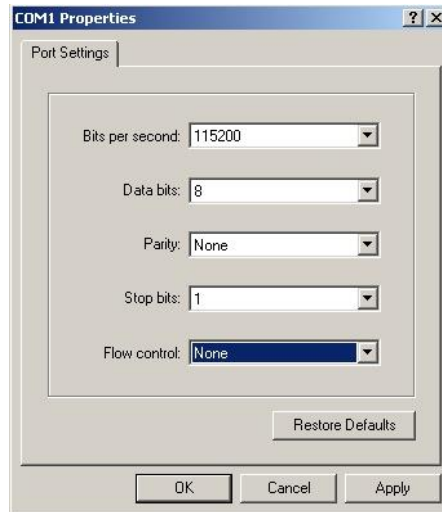 COM1 Properties
Port Settings
Bits per second: 115200
Data bits: 8
Parity: None
Stop bits: 1
Flow control: None
Restore Defaults
OK Cancel Apply